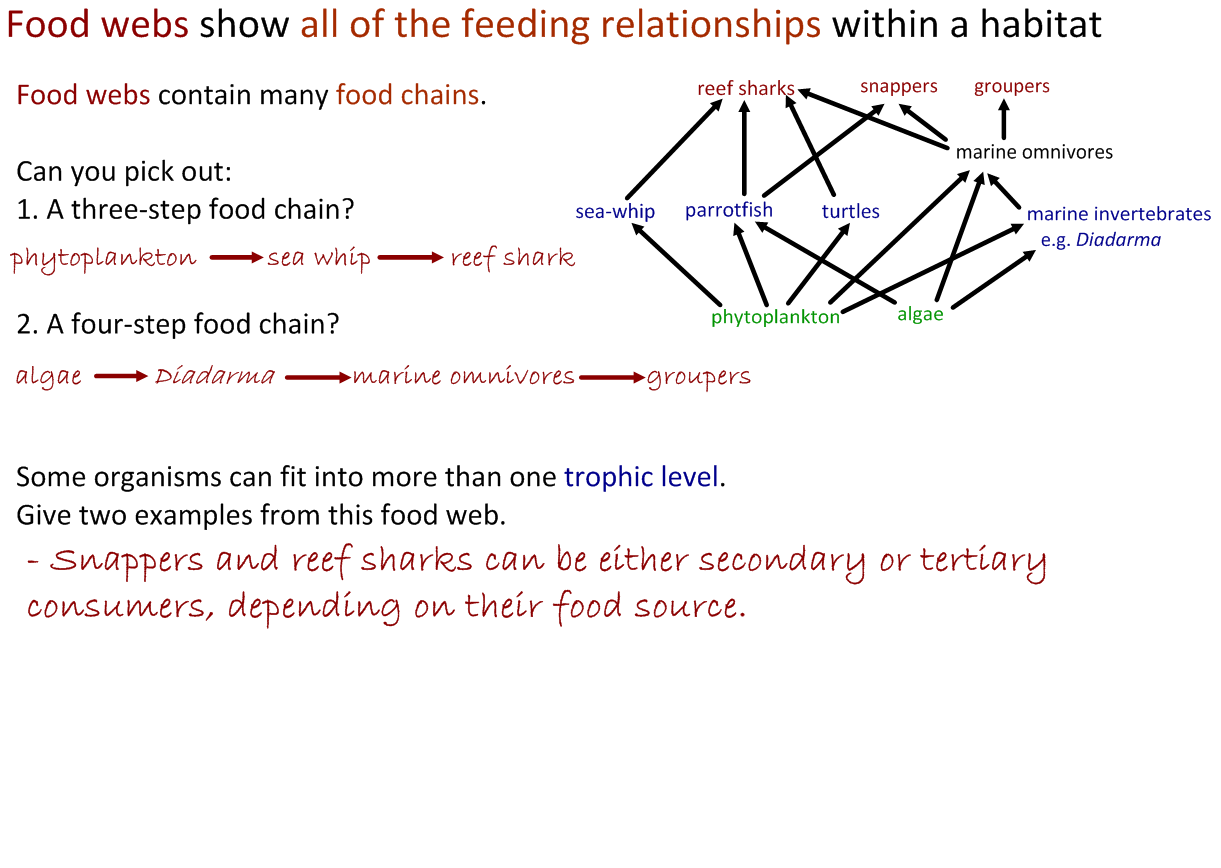 Food webs show all of the feeding relationships within a habitat
Food webs contain many food chains.
Can you pick out:
1. A three-step food chain?
phytoplankton sea whip reef shark
2. A four-step food chain?
algae Diadarma marine omnivores groupers
reef sharks snappers groupers
marine omnivores
sea-whip parrotfish turtles marine invertebrates
e.g. Diadarma
phytoplankton algae
Some organisms can fit into more than one trophic level.
Give two examples from this food web.
- Snappers and reef sharks can be either secondary or tertiary
consumers, depending on their food source.